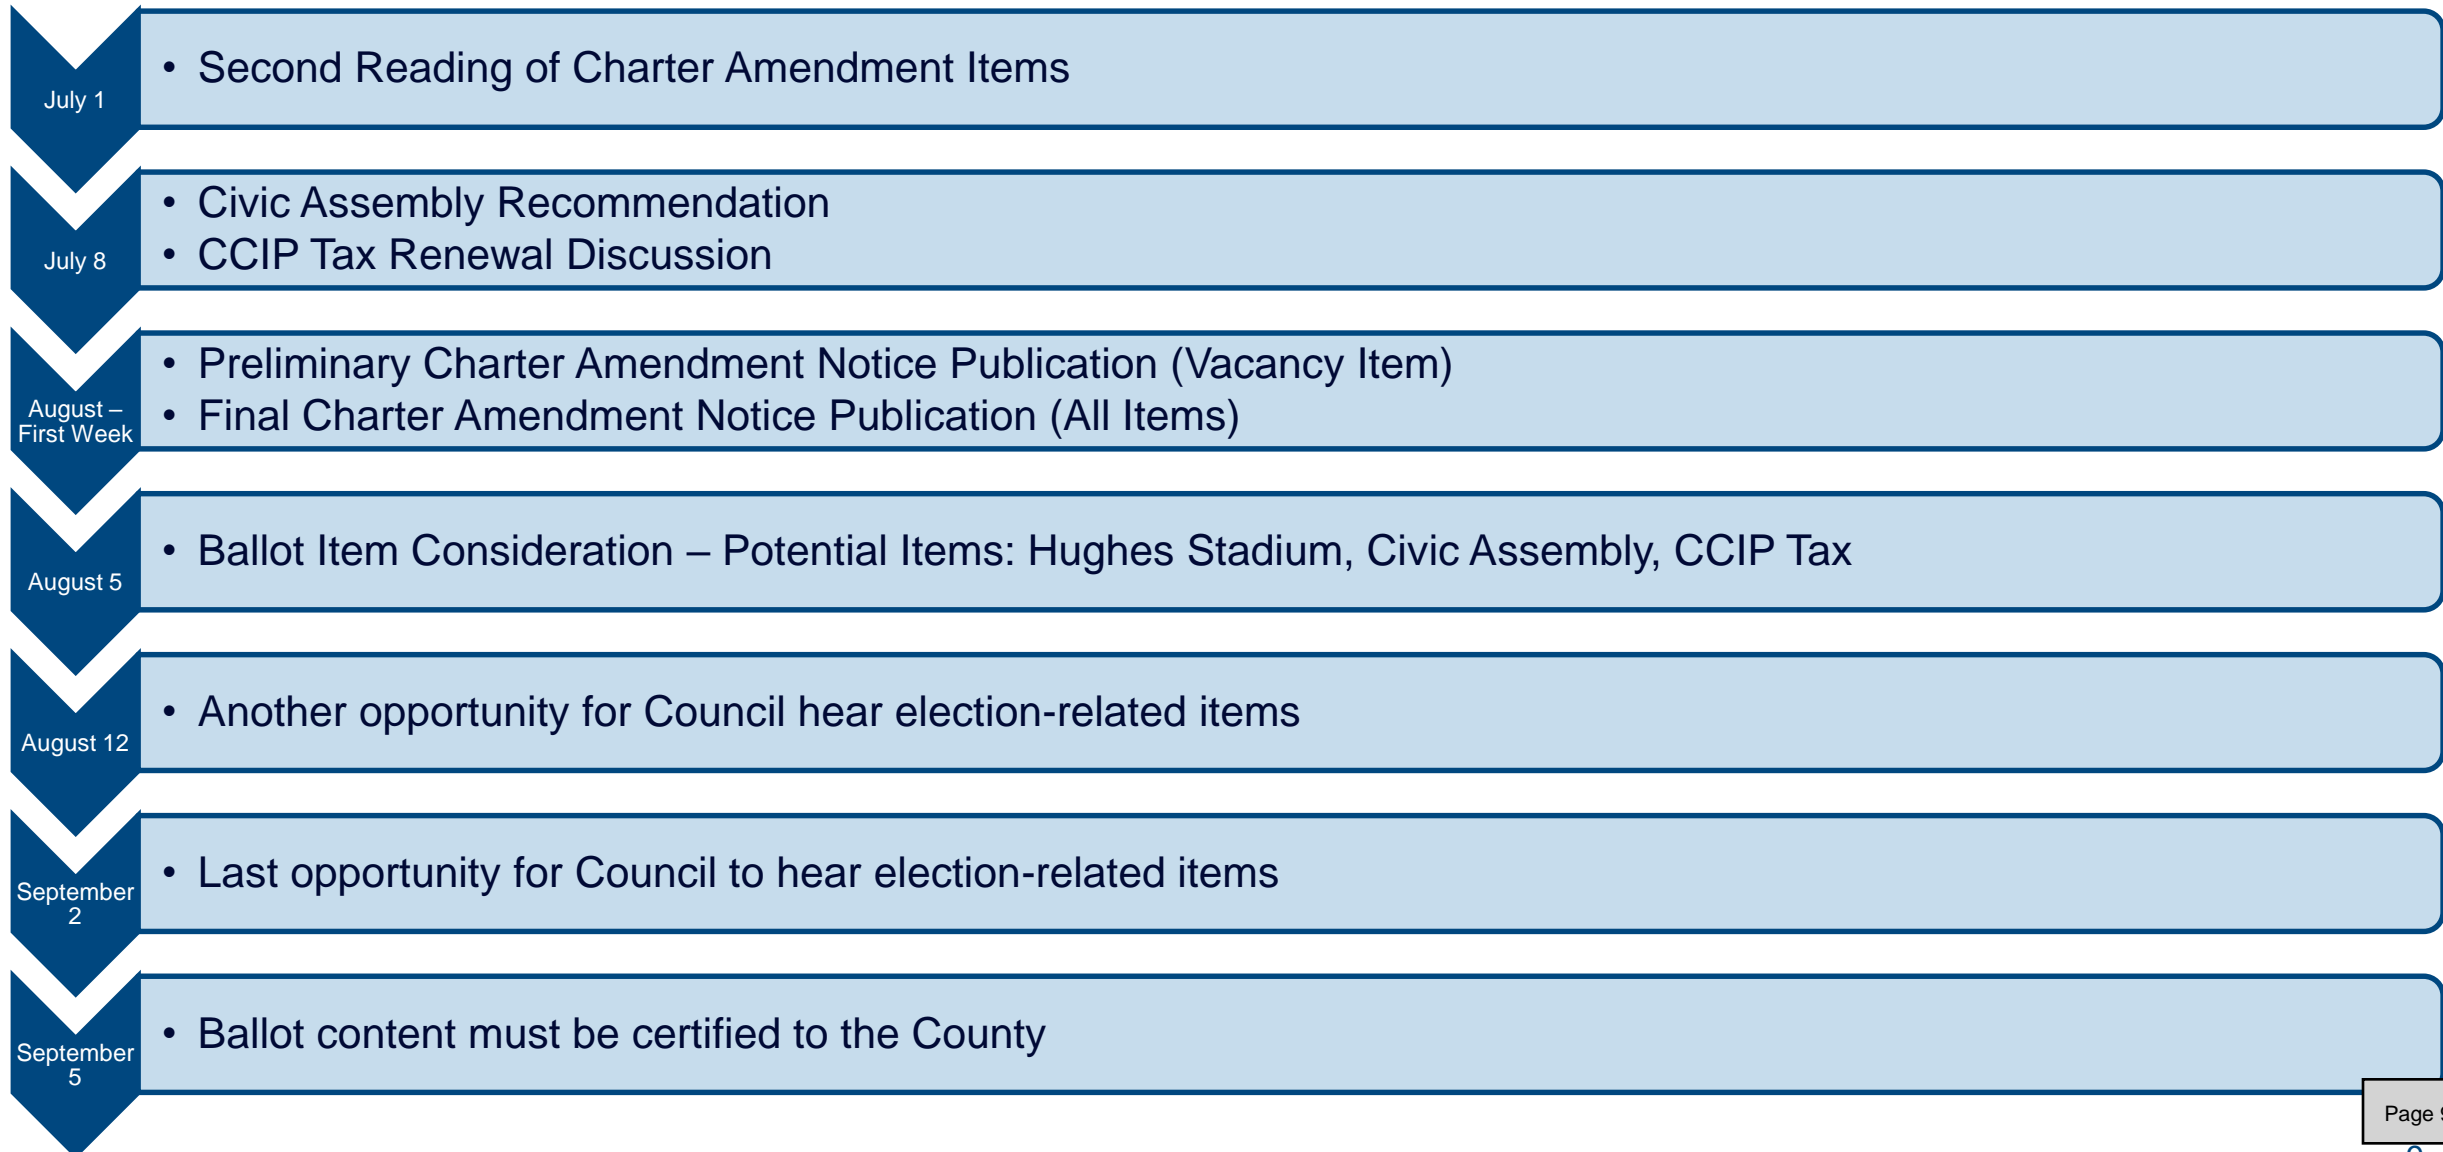 July 1
• Second Reading of Charter Amendment Items
July 8
• Civic Assembly Recommendation
• CCIP Tax Renewal Discussion
August –
First Week
• Preliminary Charter Amendment Notice Publication (Vacancy Item)
• Final Charter Amendment Notice Publication (All Items)
August 5
• Ballot Item Consideration – Potential Items: Hughes Stadium, Civic Assembly, CCIP Tax
August 12
• Another opportunity for Council hear election-related items
September
2
• Last opportunity for Council to hear election-related items
September
5
• Ballot content must be certified to the County
Page